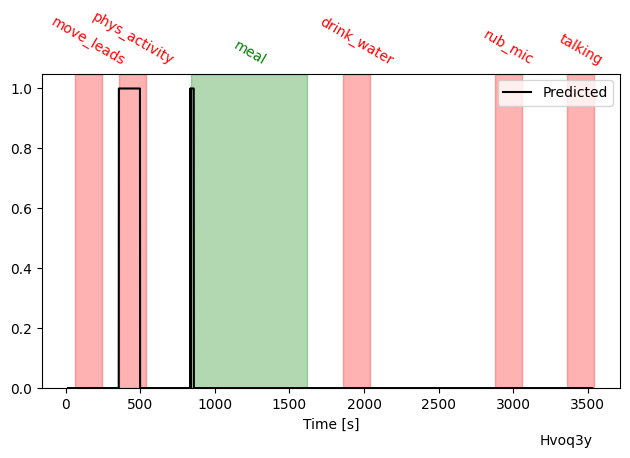 move_leads
phys_activity
meal
drink_water
rub_mic
talking
Predicted
1.0
0.8
0.6
0.4
0.2
0.0
0
500
1000
1500
2000
2500
3000
3500
Time [s]
Hvoq3y